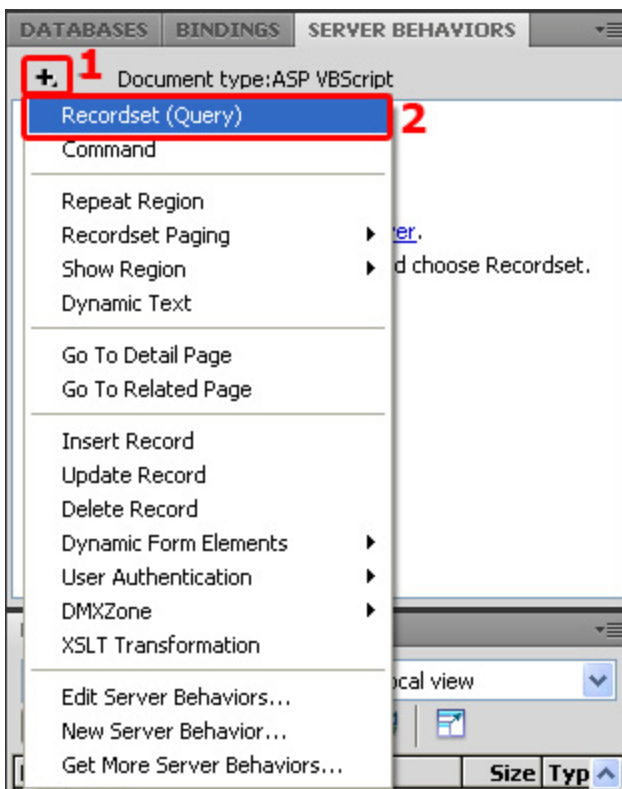 DATABASES BINDINGS SERVER BEHAVIORS
+ 1 Document type:ASP VBScript
Recordset (Query) 2
Command
Repeat Region
Recordset Paging er.
Show Region d choose Recordset.
Dynamic Text
Go To Detail Page
Go To Related Page
Insert Record
Update Record
Delete Record
Dynamic Form Elements
User Authentication
DMXZone
XSLT Transformation
ocal view
Edit Server Behaviors...
New Server Behavior...
Get More Server Behaviors...
Size Typ